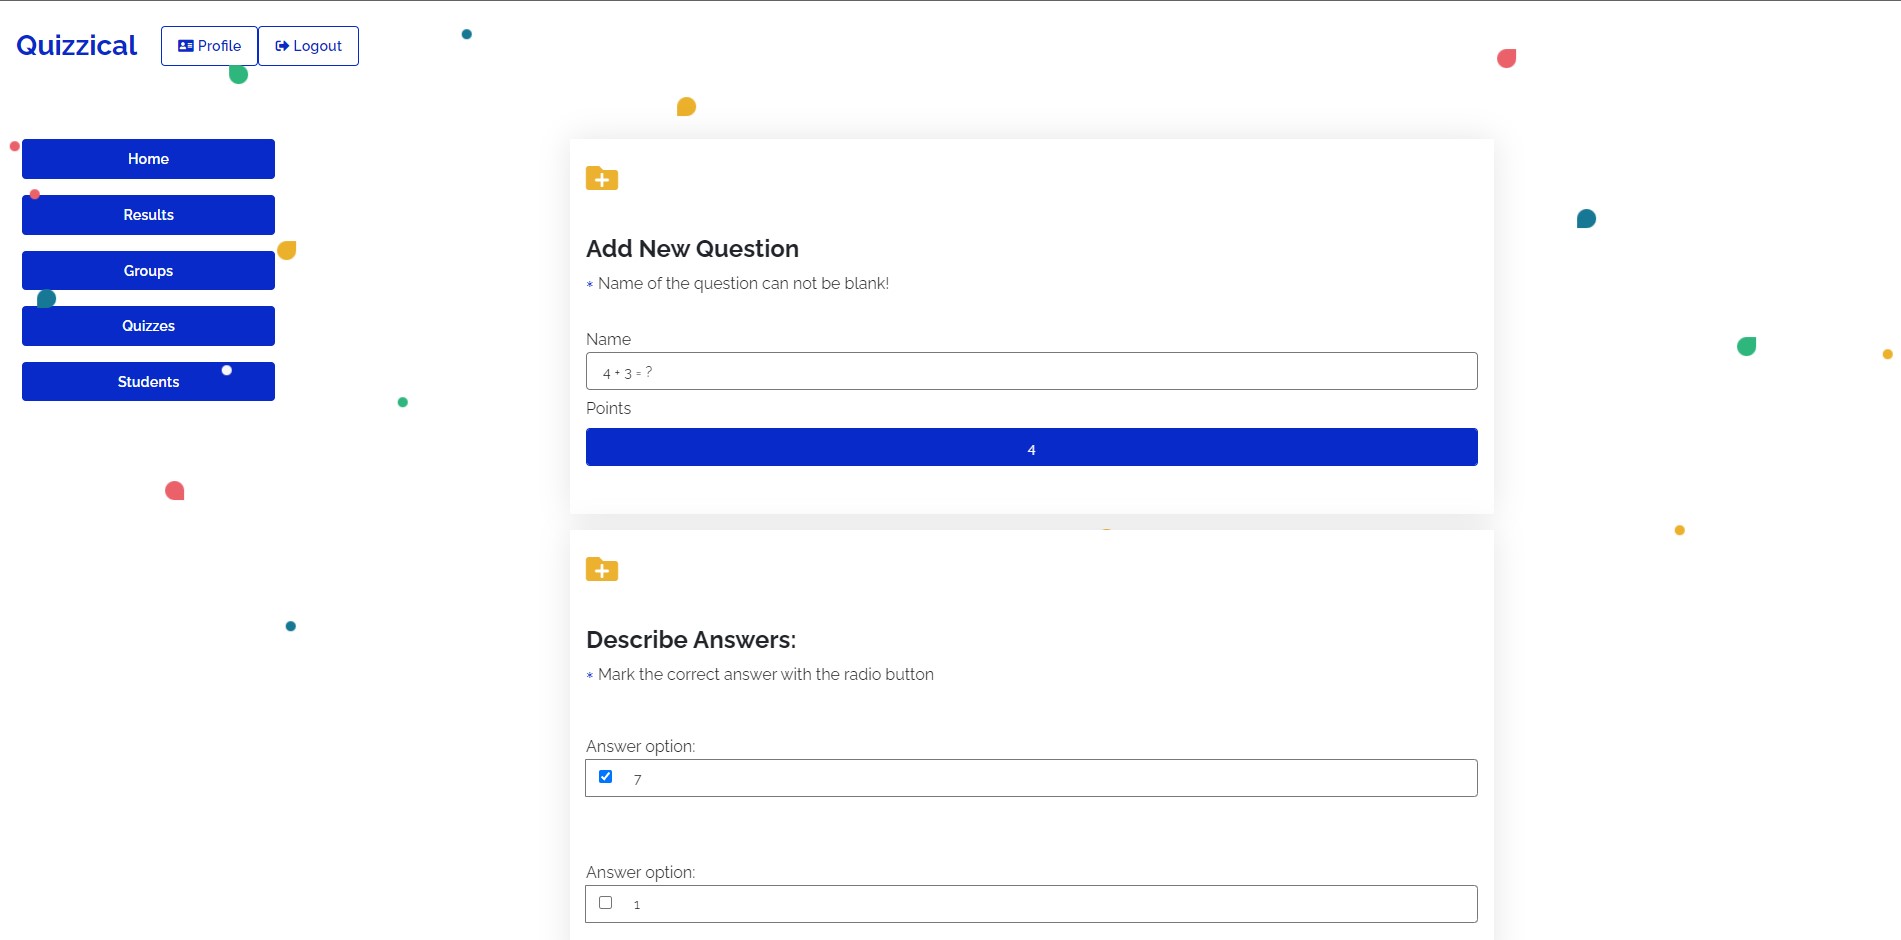 Quizzical
Profile
Logout
Home
Results
Groups
Quizzes
Students
Add New Question
* Name of the question can not be blank!
Name
4 + 3 = ?
Points
4
Describe Answers:
* Mark the correct answer with the radio button
Answer option:
7
Answer option:
1